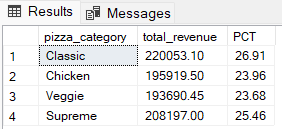 Results Messages
pizza_category total_revenue PCT
1 Classic 220053.10 26.91
2 Chicken 195919.50 23.96
3 Veggie 193690.45 23.68
4 Supreme 208197.00 25.46